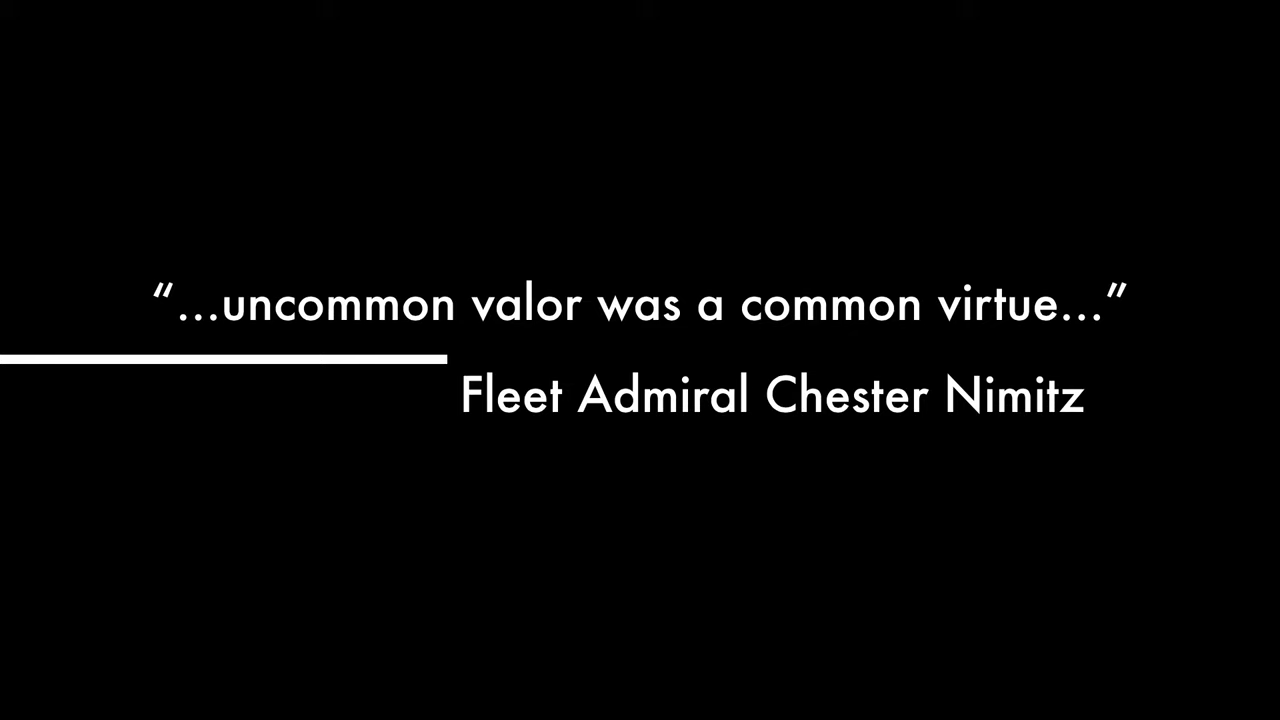 “...uncommon valor was a common virtue...”
Fleet Admiral Chester Nimitz